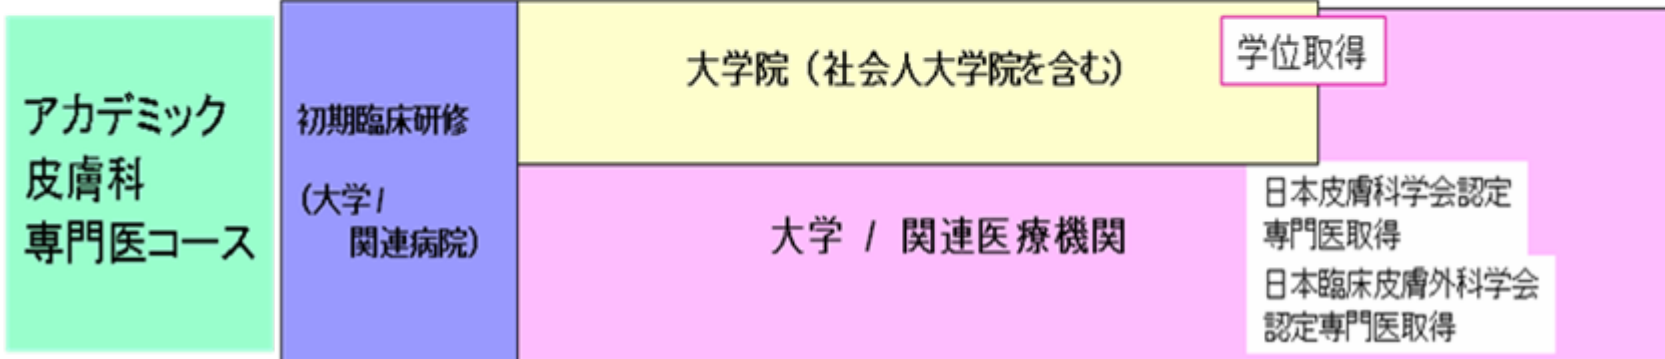 アカデミック
皮膚科
専門医コース
初期臨床研修
(大学/
関連病院)
大学院(社会人大学院を含む)
学位取得
大学 / 関連医療機関
日本皮膚科学会認定
専門医取得
日本臨床皮膚外科学会
認定専門医取得